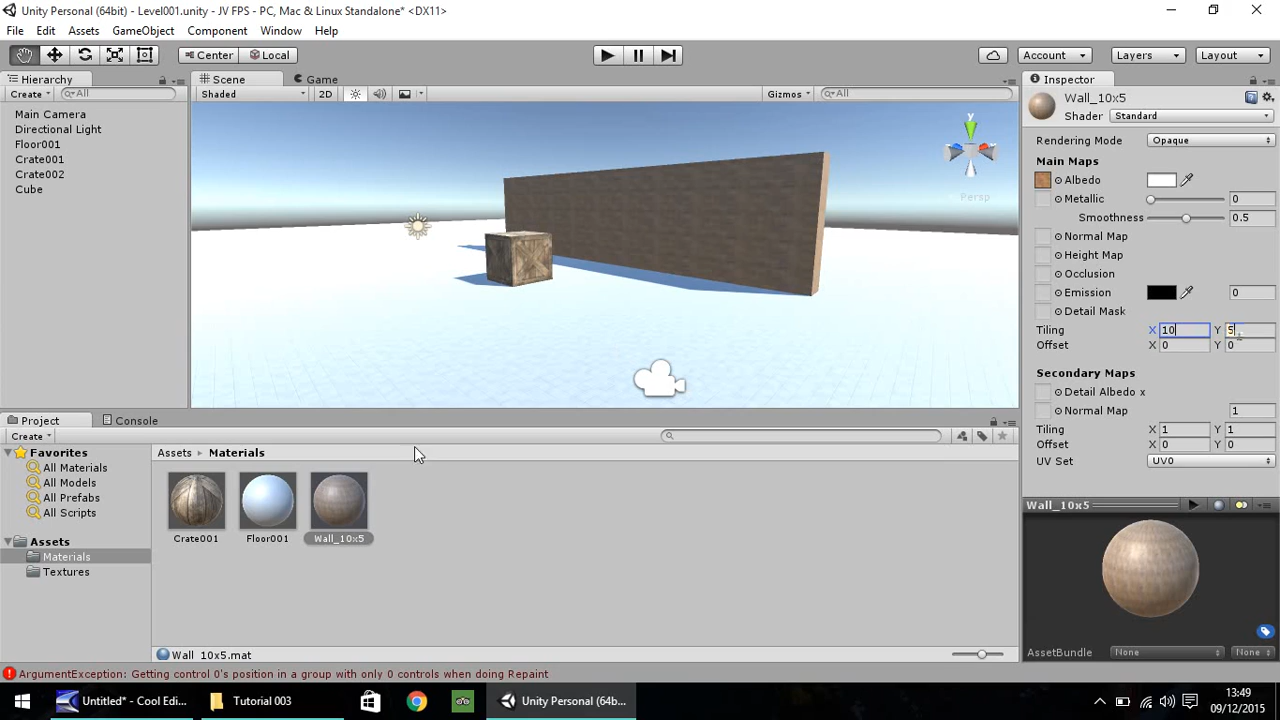 Unity Personal (64bit) - Level001.unity - JV FPS - PC, Mac & Linux Standalone* <DX11>
File Edit Assets GameObject Component Window Help
Center Local Account Layers Layout
Hierarchy
Create All
Main Camera
Directional Light
Floor001
Crate001
Crate002
Cube
Scene Game
Shaded 2D Gizmos All
y
Persp
Inspector
Wall_10x5
Shader Standard
Rendering Mode Opaque
Main Maps
Albedo
Metallic 0
Smoothness 0.5
Normal Map
Height Map
Occlusion
Emission 0
Detail Mask
Tiling X 10 Y 5
Offset X 0 Y 0
Secondary Maps
Detail Albedo x
Normal Map 1
Tiling X 1 Y 1
Offset X 0 Y 0
UV Set UV0
Wall_10x5
AssetBundle None None
Project Console
Create
Favorites
All Materials
All Models
All Prefabs
All Scripts
Assets
Materials
Textures
Assets Materials
Crate001 Floor001 Wall_10x5
Wall_10x5.mat
ArgumentException: Getting control 0's position in a group with only 0 controls when doing Repaint
Untitled* - Cool Edi... Tutorial 003 Unity Personal (64b...
13:49
09/12/2015